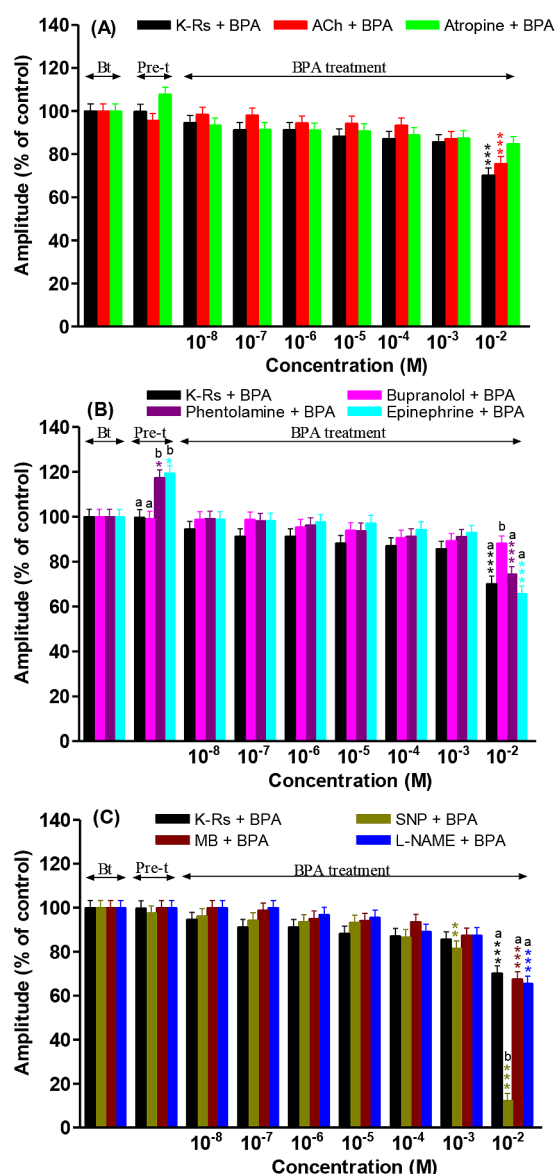 (A)
K-Rs + BPA ACh + BPA Atropine + BPA
Bt Pre-t BPA treatment
140
120
100
80
60
40
20
0
Amplitude (% of control)
***
***
10⁻⁸ 10⁻⁷ 10⁻⁶ 10⁻⁵ 10⁻⁴ 10⁻³ 10⁻²
Concentration (M)
(B)
K-Rs + BPA Bupranolol + BPA
Phentolamine + BPA Epinephrine + BPA
Bt Pre-t BPA treatment
140
120
100
80
60
40
20
0
Amplitude (% of control)
a a b b
* *
a b a a
*** *** ***
10⁻⁸ 10⁻⁷ 10⁻⁶ 10⁻⁵ 10⁻⁴ 10⁻³ 10⁻²
Concentration (M)
(C)
K-Rs + BPA SNP + BPA
MB + BPA L-NAME + BPA
Bt Pre-t BPA treatment
140
120
100
80
60
40
20
0
Amplitude (% of control)
**
a b a a
*** *** *** ***
10⁻⁸ 10⁻⁷ 10⁻⁶ 10⁻⁵ 10⁻⁴ 10⁻³ 10⁻²
Concentration (M)